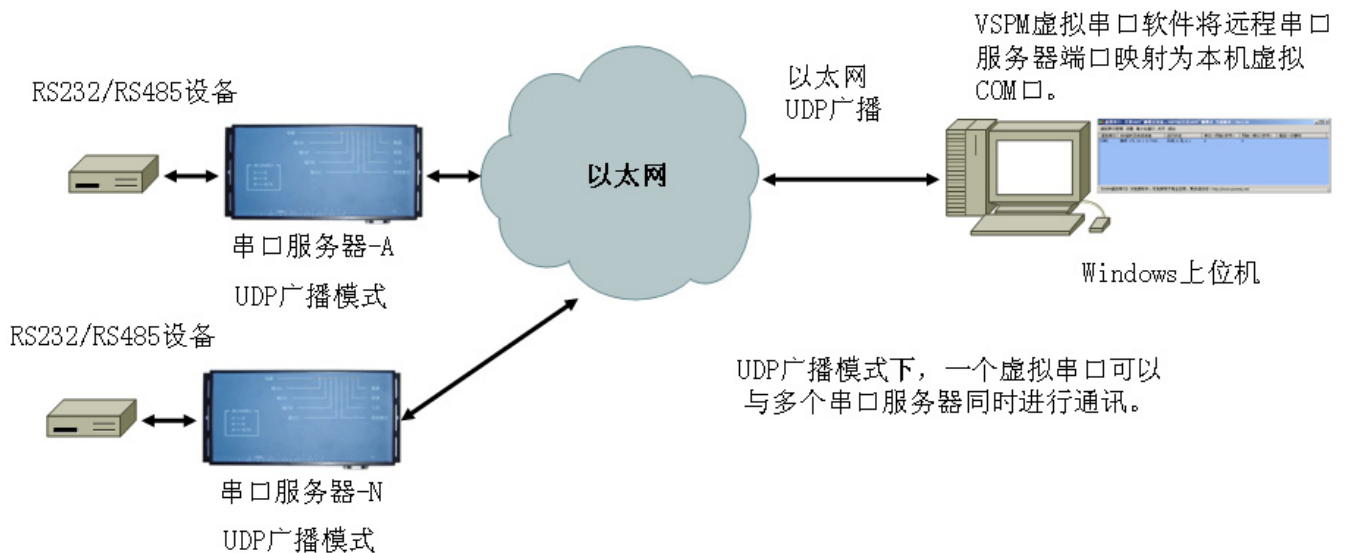 VSPM虚拟串口软件将远程串口
服务器端口映射为本机虚拟
COM口。
RS232/RS485设备
以太网
UDP广播
以太网
串口服务器-A
UDP广播模式
Windows上位机
RS232/RS485设备
UDP广播模式下，一个虚拟串口可以
与多个串口服务器同时进行通讯。
串口服务器-N
UDP广播模式